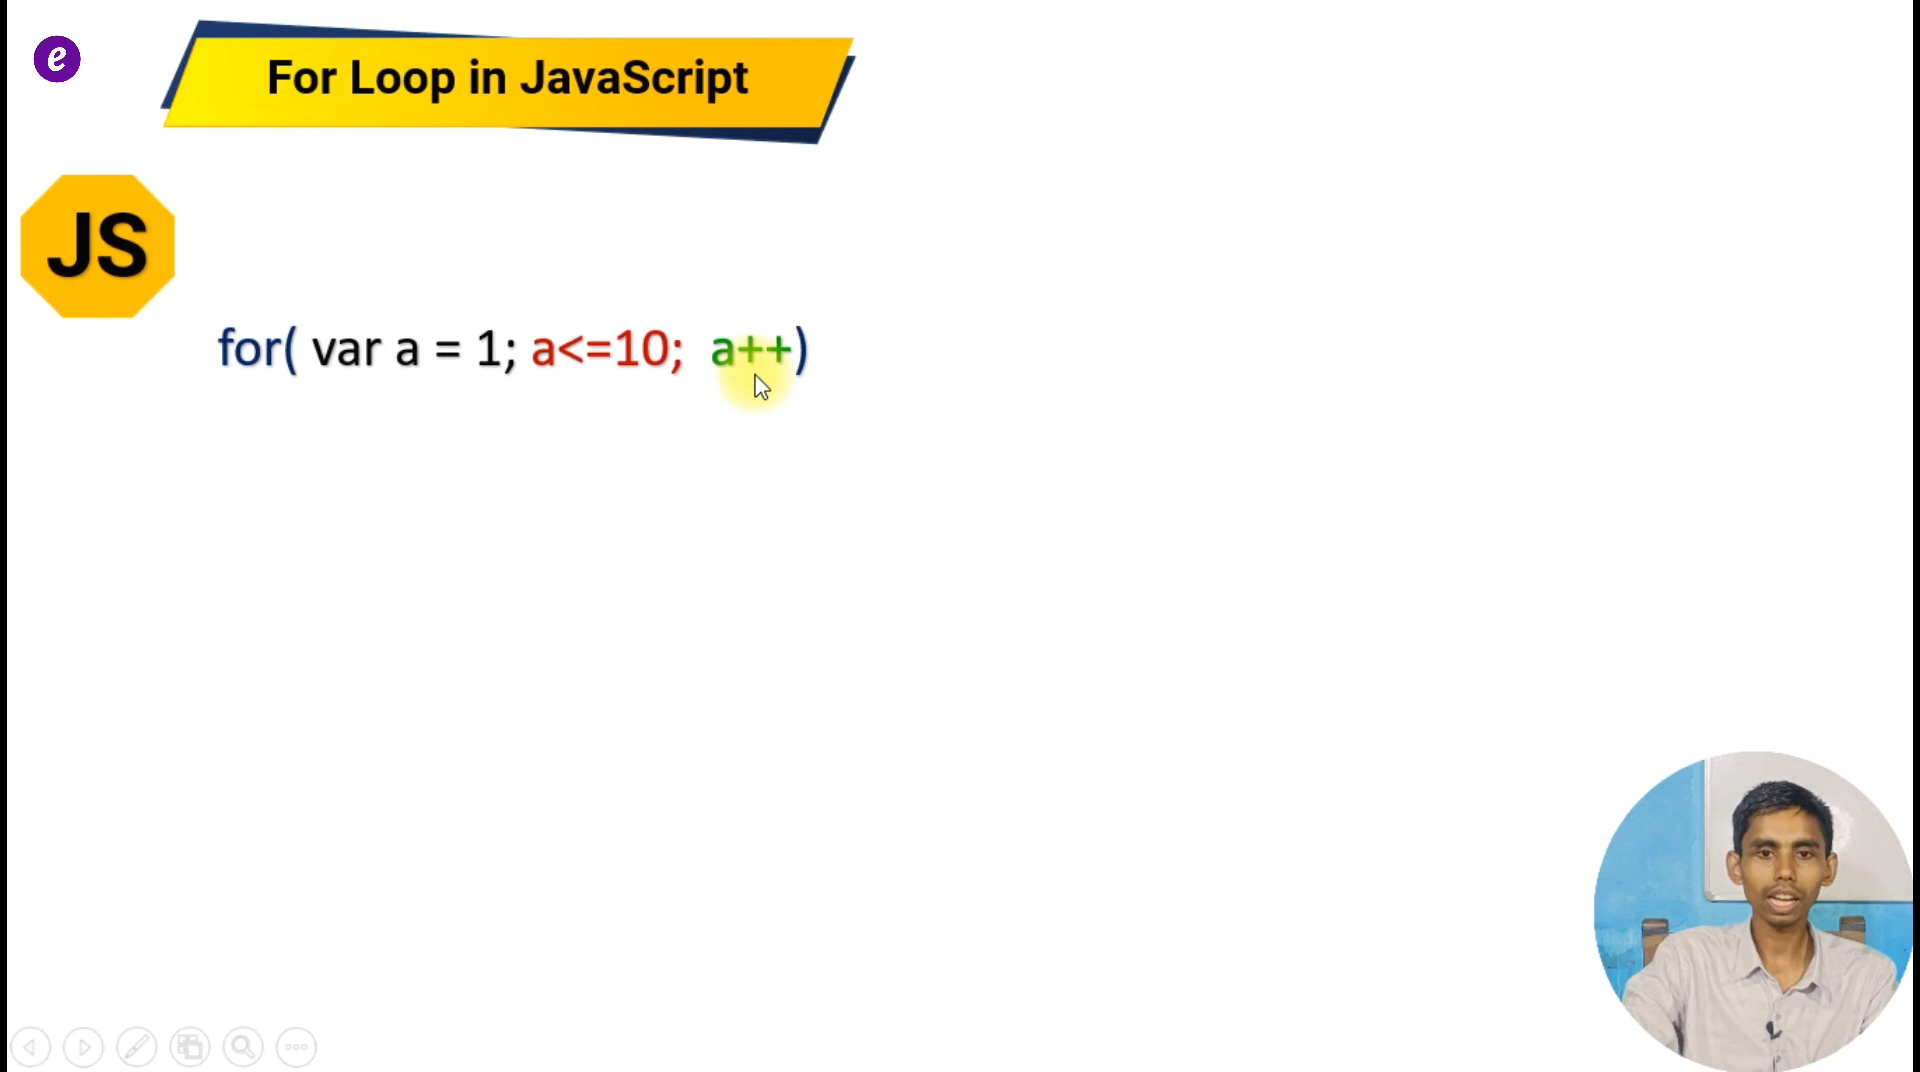 e
For Loop in JavaScript
JS
for( var a = 1; a<=10; a++)